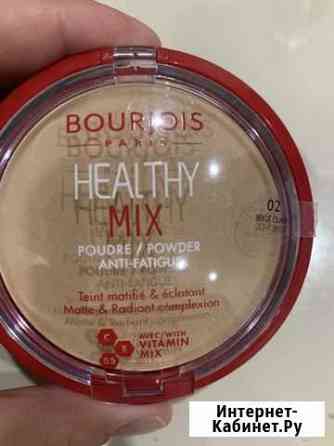 BOURJOIS
PARIS
HEALTHY
MIX
POUDRE / POWDER
ANTI-FATIGUE
Teint matifié & éclatant
Matte & Radiant complexion
02
C
E
B5
AVEC/WITH
VITAMIN
MIX
Интернет-
Кабинет.Ру